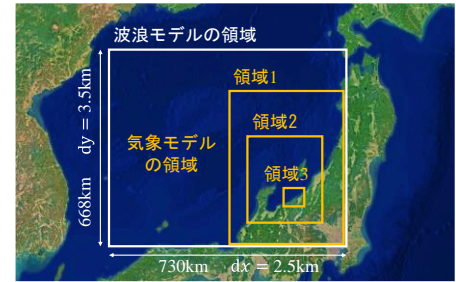 波浪モデルの領域
領域1
領域2
気象モデル
の領域
領域3
668km dy = 3.5km
730km dx = 2.5km